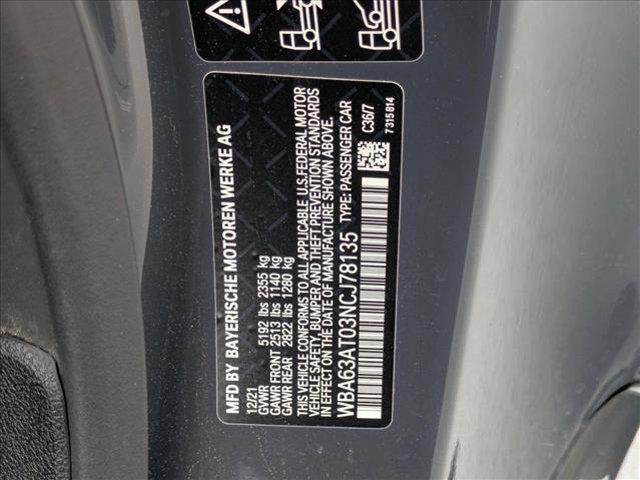 MFD BY BAYERISCHE MOTOREN WERKE AG
12/21
GVWR 5192 lbs 2355 kg
GAWR FRONT 2513 lbs 1140 kg
GAWR REAR 2822 lbs 1280 kg
THIS VEHICLE CONFORMS TO ALL APPLICABLE U.S.FEDERAL MOTOR
VEHICLE SAFETY, BUMPER AND THEFT PREVENTION STANDARDS
IN EFFECT ON THE DATE OF MANUFACTURE SHOWN ABOVE.
WBA63AT03NCJ78135 TYPE: PASSENGER CAR
C36/7
7315814